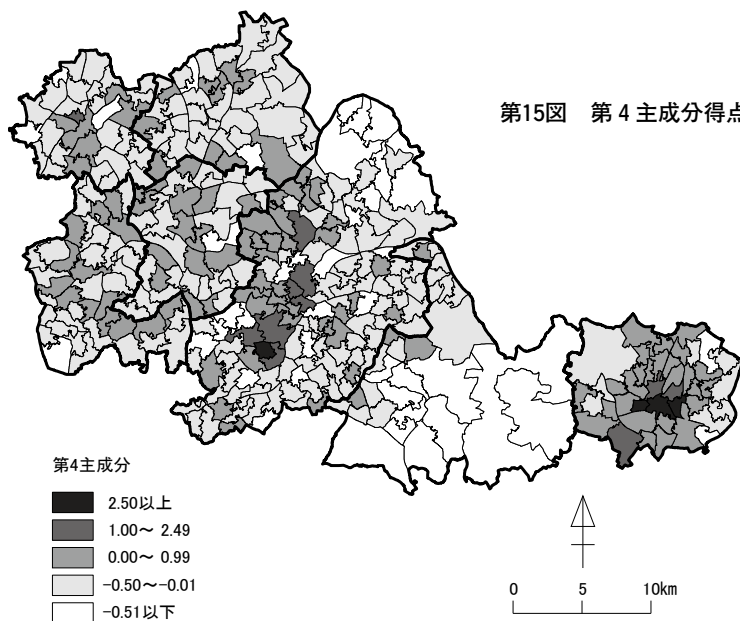 第15図　第４主成分得点
第4主成分
2.50以上
1.00～ 2.49
0.00～ 0.99
-0.50～-0.01
-0.51以下
0 5 10km